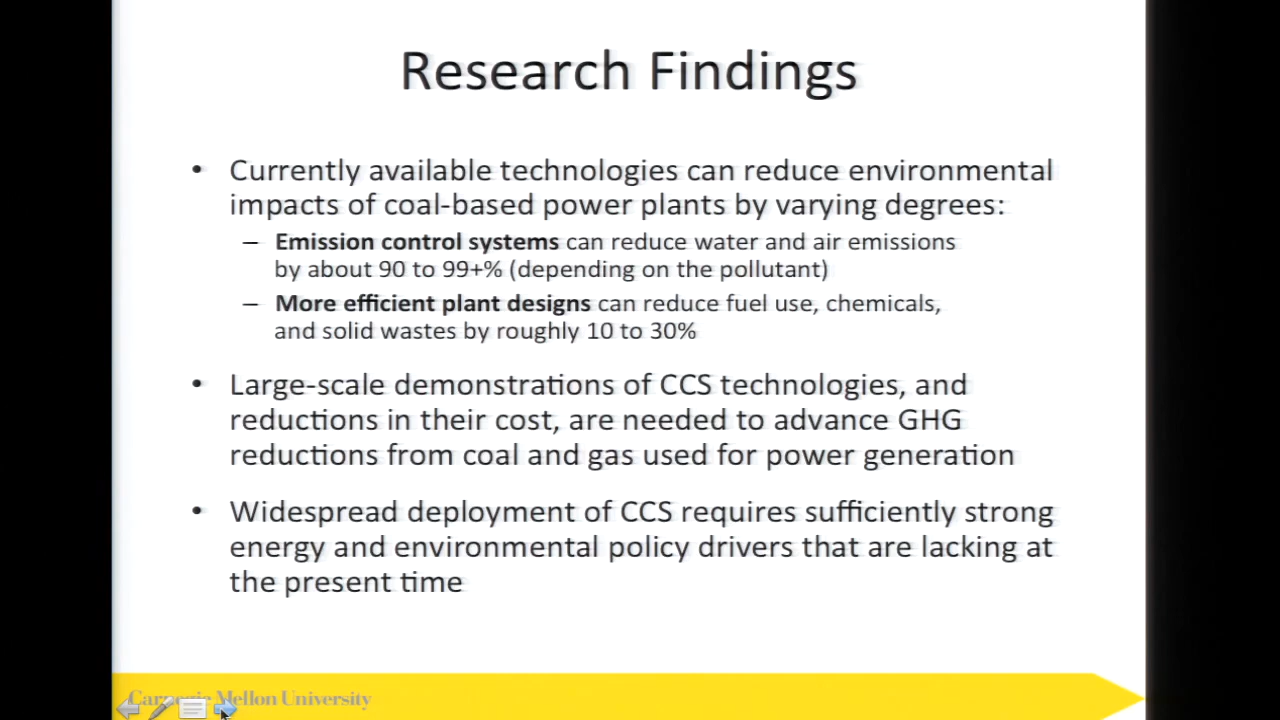 Research Findings
• Currently available technologies can reduce environmental
impacts of coal-based power plants by varying degrees:
– Emission control systems can reduce water and air emissions
by about 90 to 99+% (depending on the pollutant)
– More efficient plant designs can reduce fuel use, chemicals,
and solid wastes by roughly 10 to 30%
• Large-scale demonstrations of CCS technologies, and
reductions in their cost, are needed to advance GHG
reductions from coal and gas used for power generation
• Widespread deployment of CCS requires sufficiently strong
energy and environmental policy drivers that are lacking at
the present time
Carnegie Mellon University